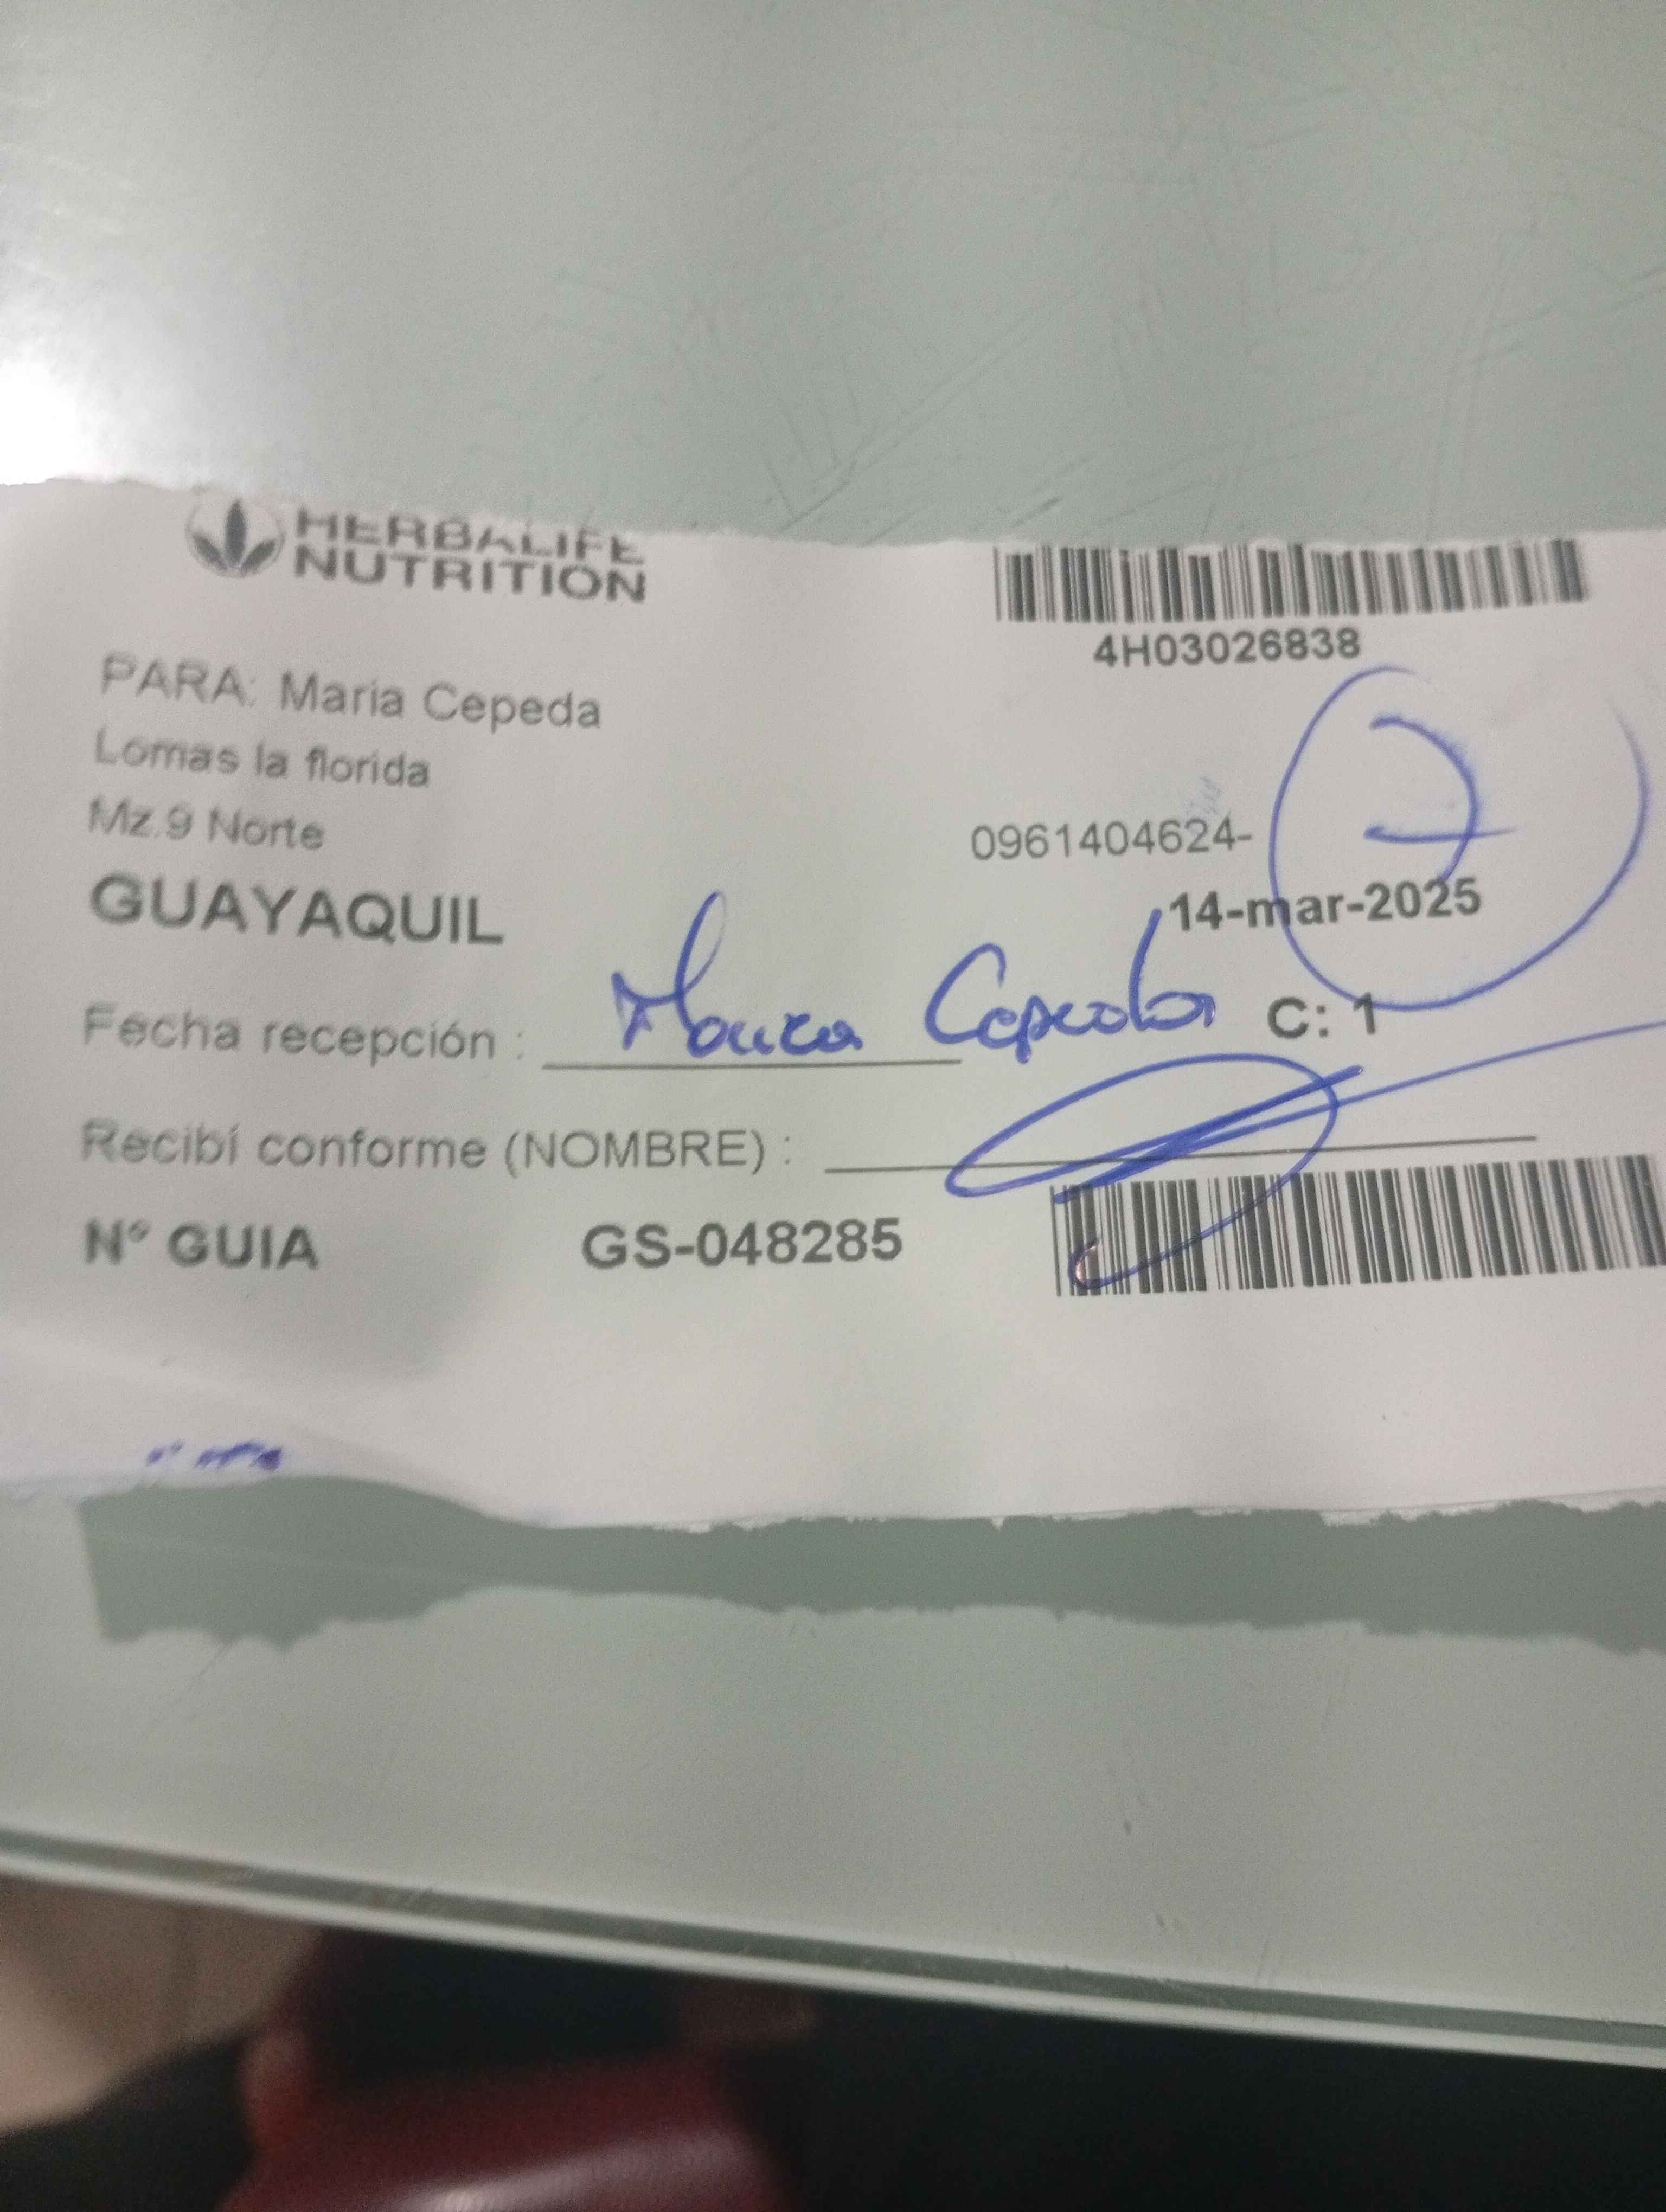 HERBALIFE
NUTRITION
4H03026838
PARA: Maria Cepeda
Lomas la florida
Mz.9 Norte
0961404624-
7
GUAYAQUIL
14-mar-2025
Fecha recepción : Maria Cepeda C: 1
Recibí conforme (NOMBRE) :
N° GUIA GS-048285